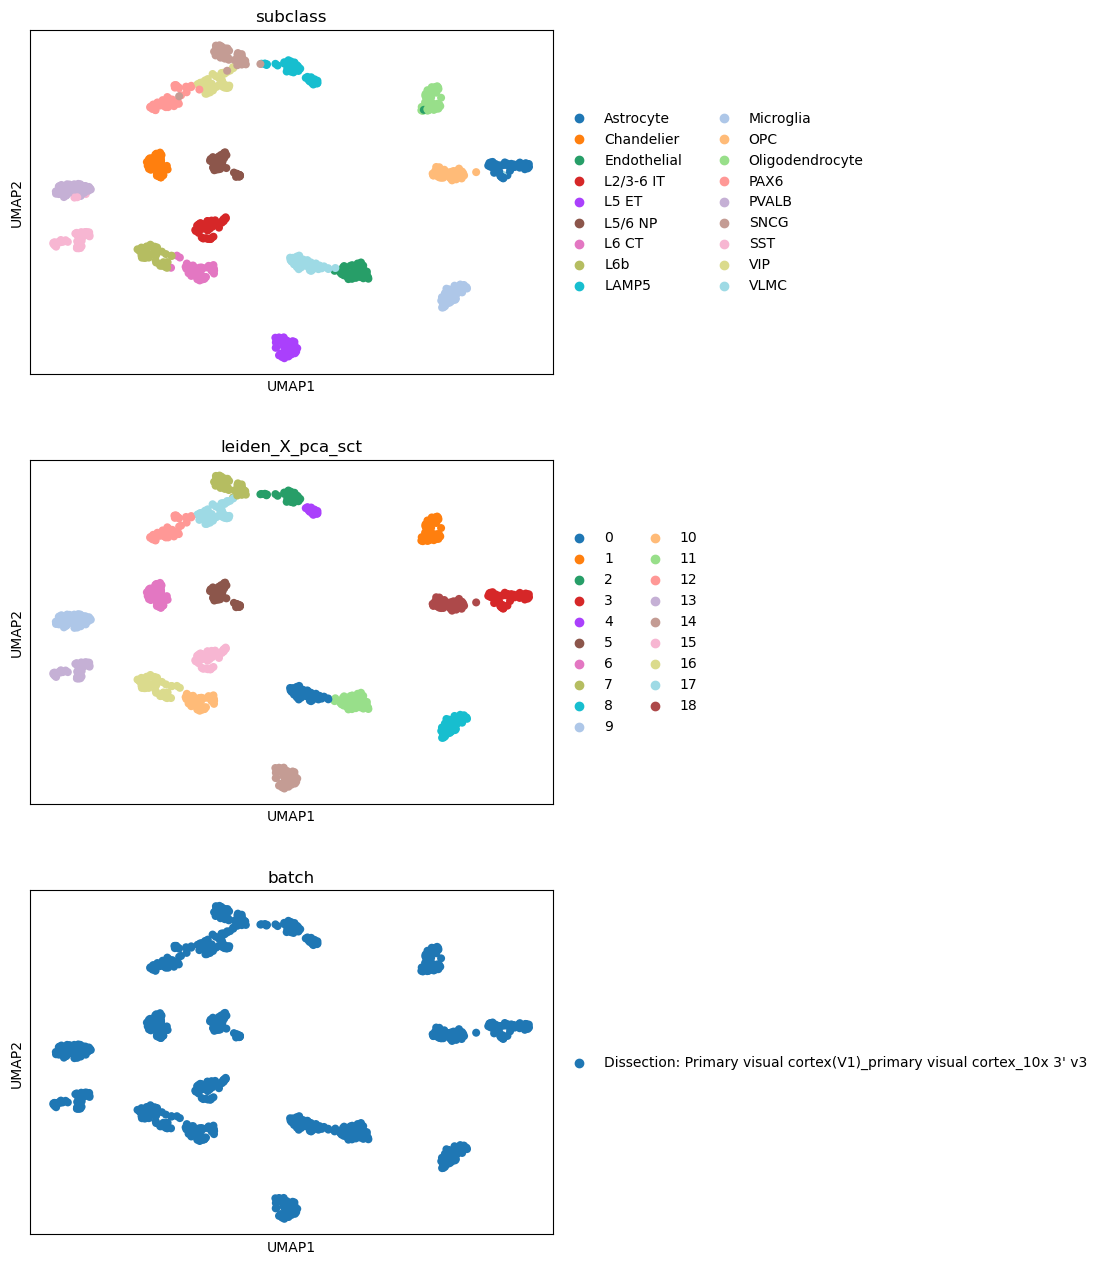 subclass
UMAP2
UMAP1
Astrocyte
Chandelier
Endothelial
L2/3-6 IT
L5 ET
L5/6 NP
L6 CT
L6b
LAMP5
Microglia
OPC
Oligodendrocyte
PAX6
PVALB
SNCG
SST
VIP
VLMC
leiden_X_pca_sct
UMAP2
UMAP1
0
1
2
3
4
5
6
7
8
9
10
11
12
13
14
15
16
17
18
batch
UMAP2
UMAP1
Dissection: Primary visual cortex(V1)_primary visual cortex_10x 3' v3